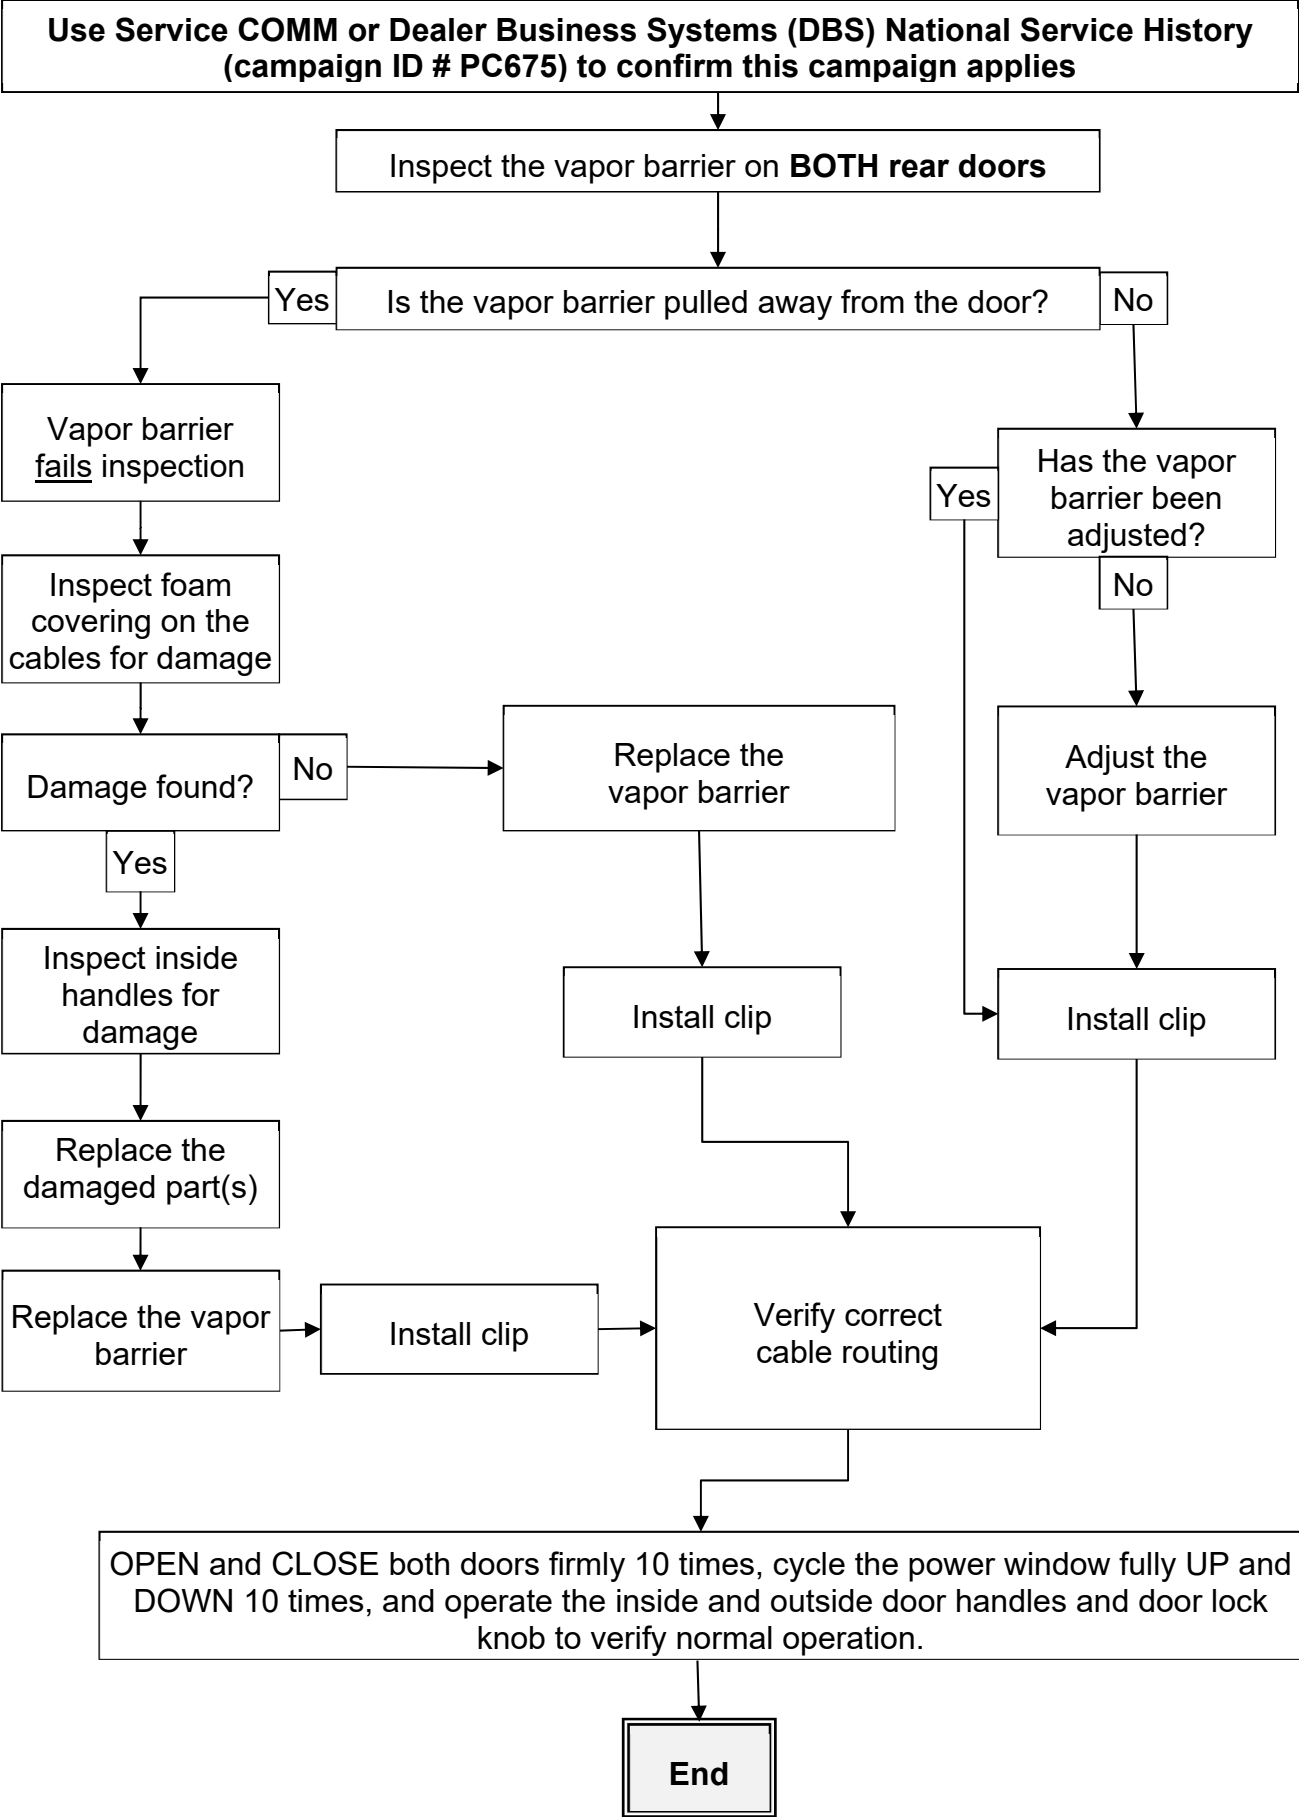 Use Service COMM or Dealer Business Systems (DBS) National Service History
(campaign ID # PC675) to confirm this campaign applies
Inspect the vapor barrier on BOTH rear doors
Yes
Is the vapor barrier pulled away from the door?
No
Vapor barrier
fails inspection
Has the vapor
barrier been
adjusted?
Yes
No
Inspect foam
covering on the
cables for damage
Damage found?
No
Yes
Replace the
vapor barrier
Adjust the
vapor barrier
Inspect inside
handles for
damage
Install clip
Install clip
Replace the
damaged part(s)
Replace the vapor
barrier
Install clip
Verify correct
cable routing
OPEN and CLOSE both doors firmly 10 times, cycle the power window fully UP and
DOWN 10 times, and operate the inside and outside door handles and door lock
knob to verify normal operation.
End